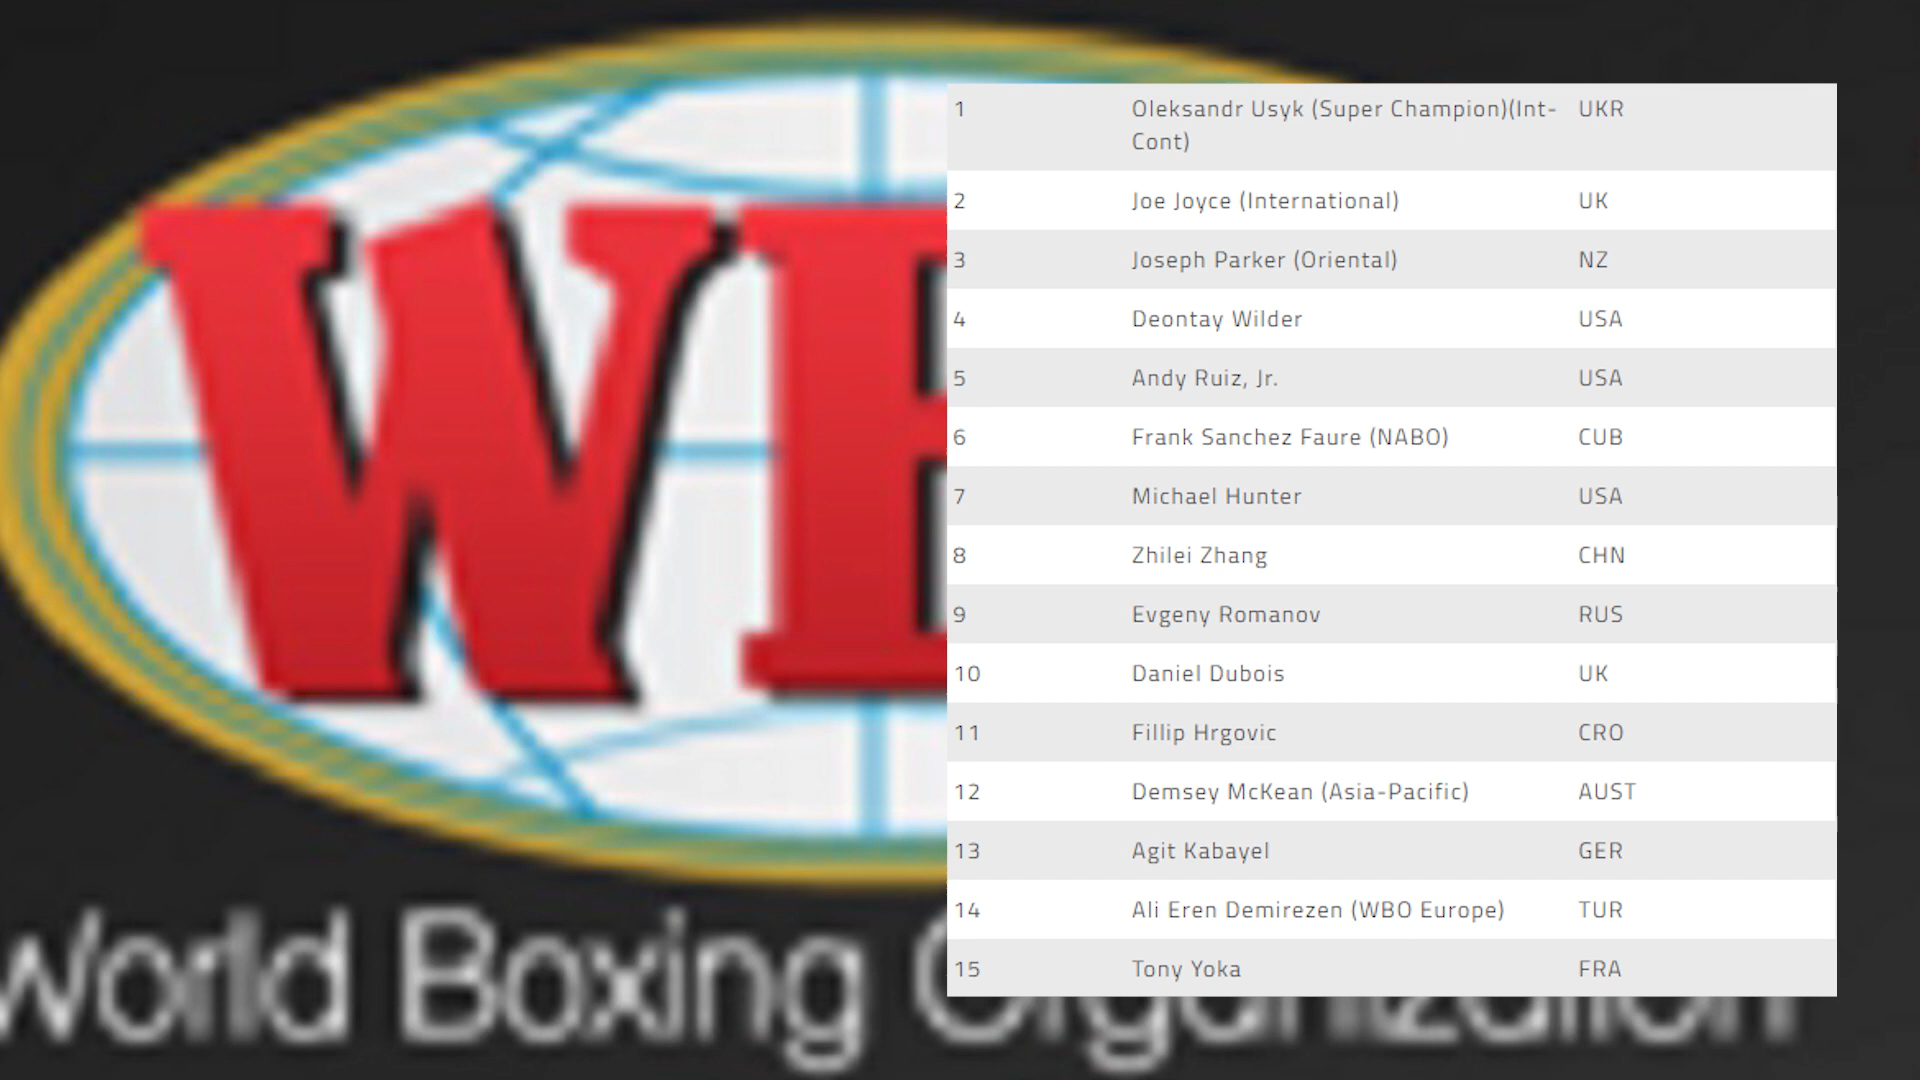 WB
World Boxing Organization
1 Oleksandr Usyk (Super Champion)(Int- UKR
Cont)
2 Joe Joyce (International) UK
3 Joseph Parker (Oriental) NZ
4 Deontay Wilder USA
5 Andy Ruiz, Jr. USA
6 Frank Sanchez Faure (NABO) CUB
7 Michael Hunter USA
8 Zhilei Zhang CHN
9 Evgeny Romanov RUS
10 Daniel Dubois UK
11 Fillip Hrgovic CRO
12 Demsey McKean (Asia-Pacific) AUST
13 Agit Kabayel GER
14 Ali Eren Demirezen (WBO Europe) TUR
15 Tony Yoka FRA